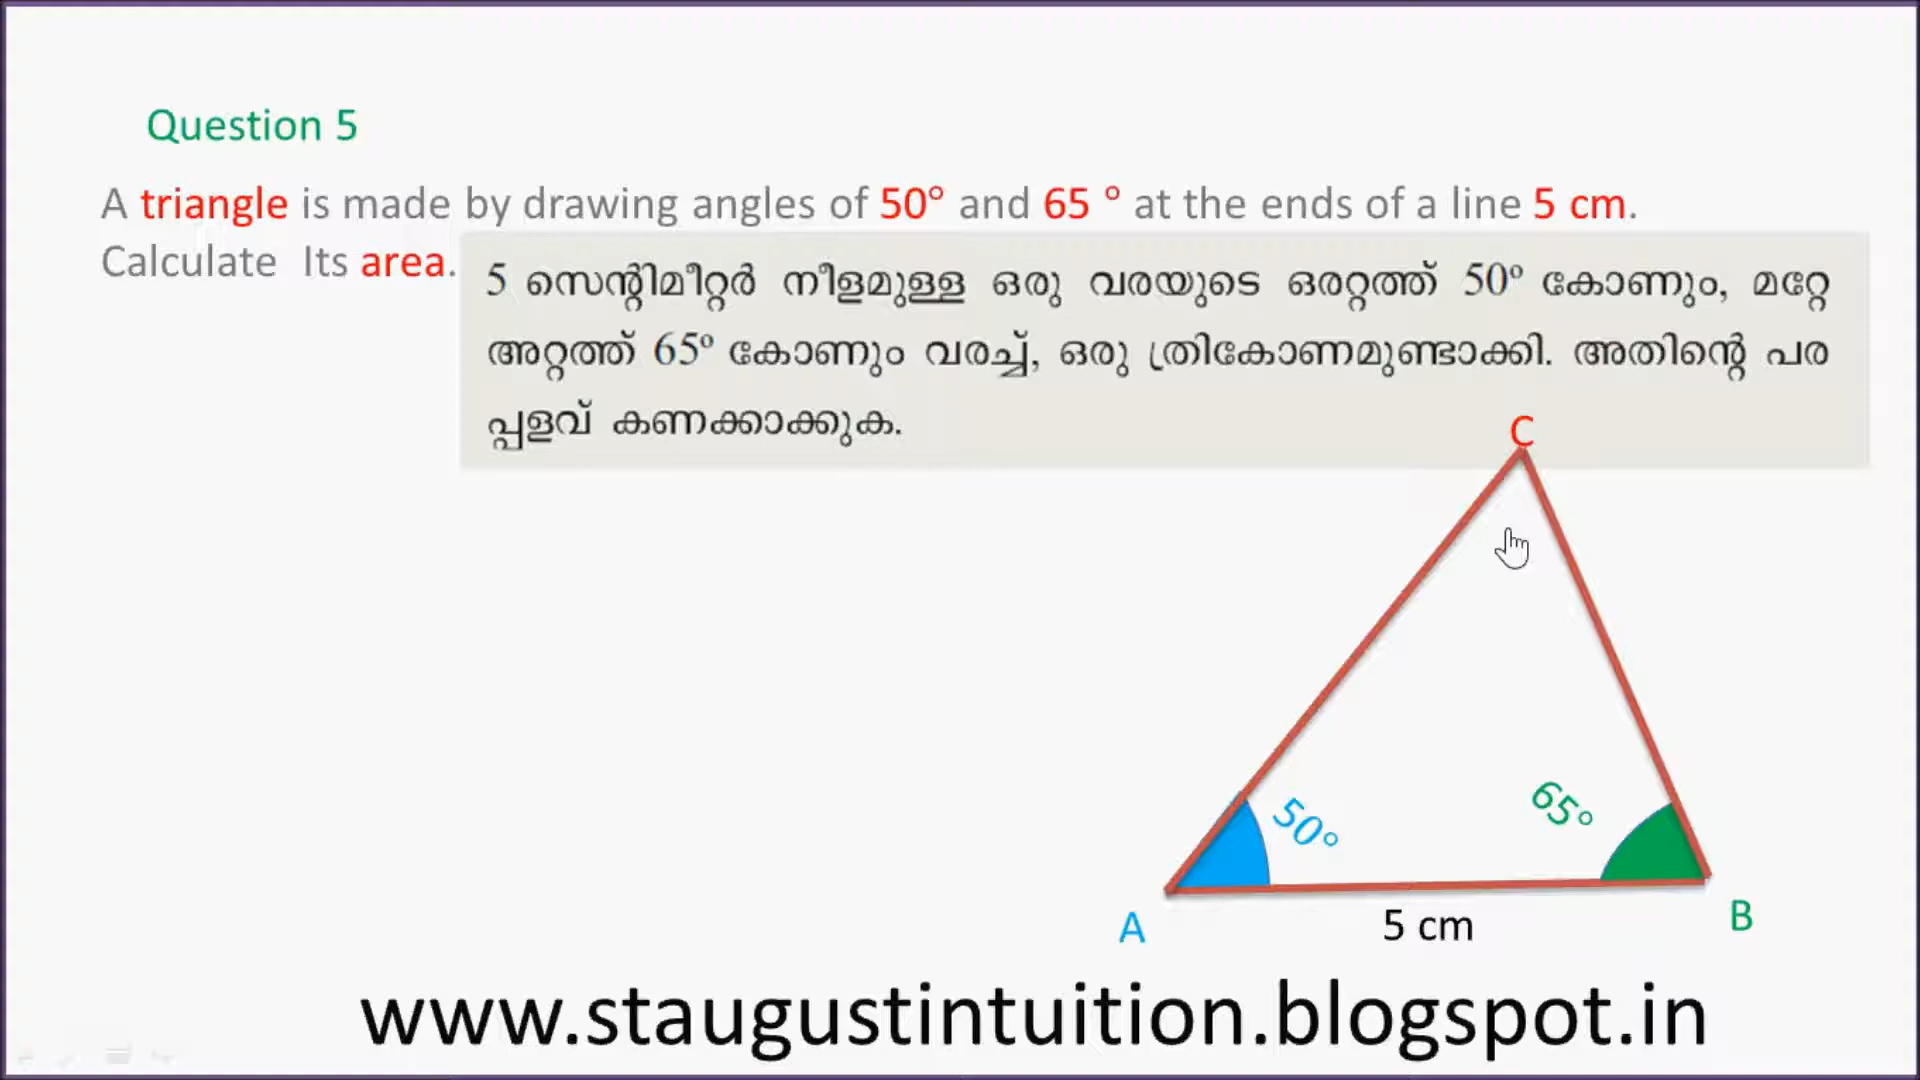 Question 5
A triangle is made by drawing angles of 50° and 65 ° at the ends of a line 5 cm.
Calculate Its area.
5 സെന്റിമീറ്റർ നീളമുള്ള ഒരു വരയുടെ ഒരറ്റത്ത് 50° കോണും, മറ്റേ
അറ്റത്ത് 65° കോണും വരച്ച്, ഒരു ത്രികോണമുണ്ടാക്കി. അതിന്റെ പര
പ്പളവ് കണക്കാക്കുക.
C
50°
65°
A
5 cm
B
www.staugustintuition.blogspot.in